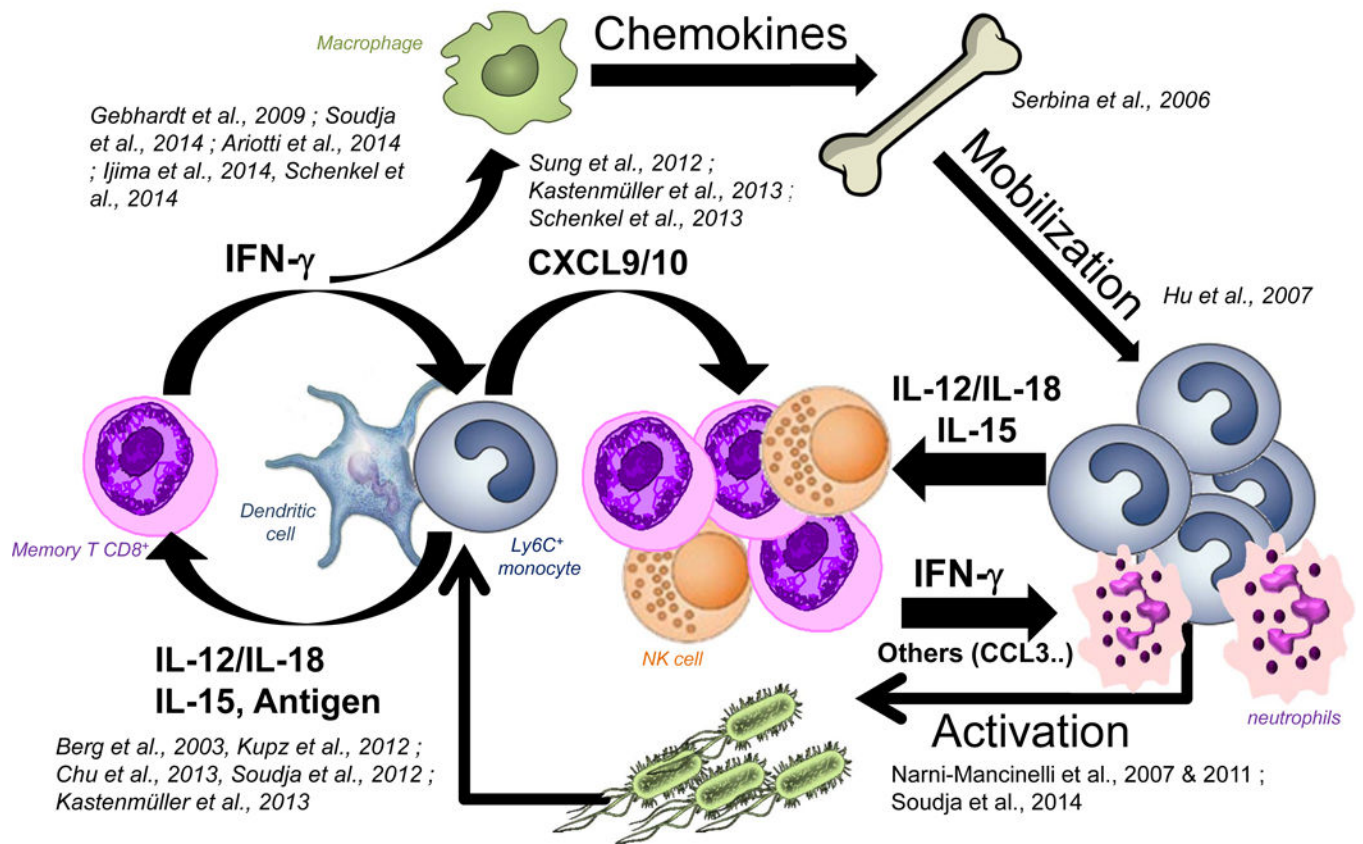 Macrophage
Chemokines
Gebhardt et al., 2009 ; Soudja
et al., 2014 ; Ariotti et al., 2014
; Ijima et al., 2014, Schenkel et
al., 2014
Sung et al., 2012 ;
Kastenmüller et al., 2013 ;
Schenkel et al., 2013
Serbina et al., 2006
Mobilization
IFN-γ
CXCL9/10
Hu et al., 2007
IL-12/IL-18
IL-15
Dendritic
cell
Memory T CD8⁺
Ly6C⁺
monocyte
IFN-γ
Others (CCL3..)
NK cell
neutrophils
IL-12/IL-18
IL-15, Antigen
Activation
Berg et al., 2003, Kupz et al., 2012 ;
Chu et al., 2013, Soudja et al., 2012 ;
Kastenmüller et al., 2013
Narni-Mancinelli et al., 2007 & 2011 ;
Soudja et al., 2014